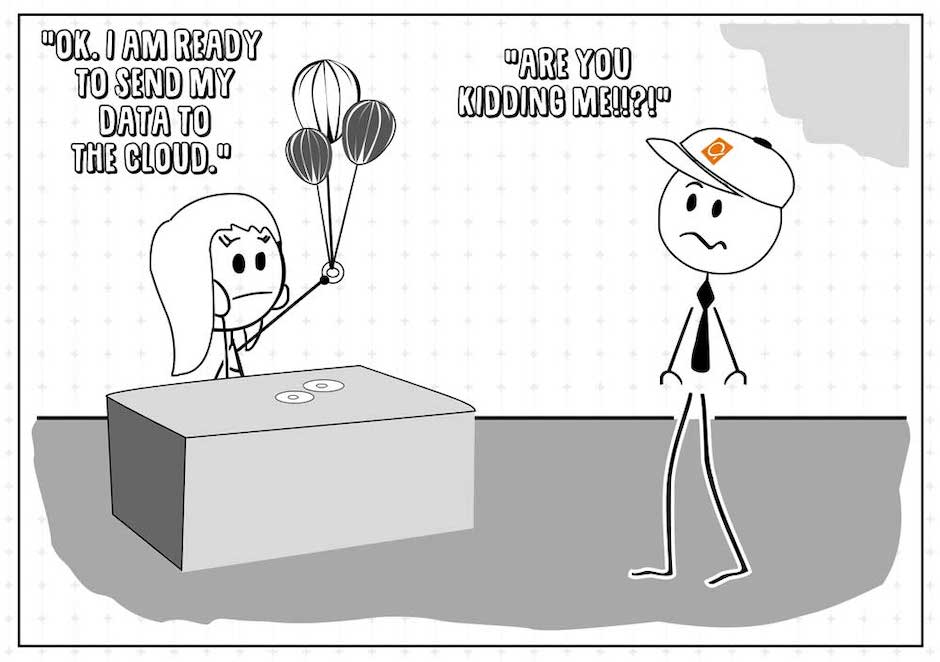 "OK. I AM READY
TO SEND MY
DATA TO
THE CLOUD."
"ARE YOU
KIDDING ME!!?!"